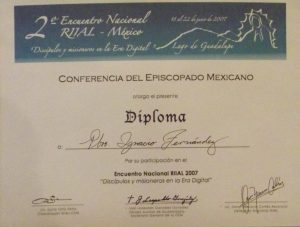 2º Encuentro Nacional
RIIAL - México
"Discípulos y misioneros en la Era Digital"
18 al 22 de junio de 2007
Lago de Guadalupe
CONFERENCIA DEL EPISCOPADO MEXICANO
otorga el presente
Diploma
a: Pbro. Ignacio Fernández
Por su participación en el
Encuentro Nacional RIIAL 2007
"Discípulos y misioneros en la Era Digital"